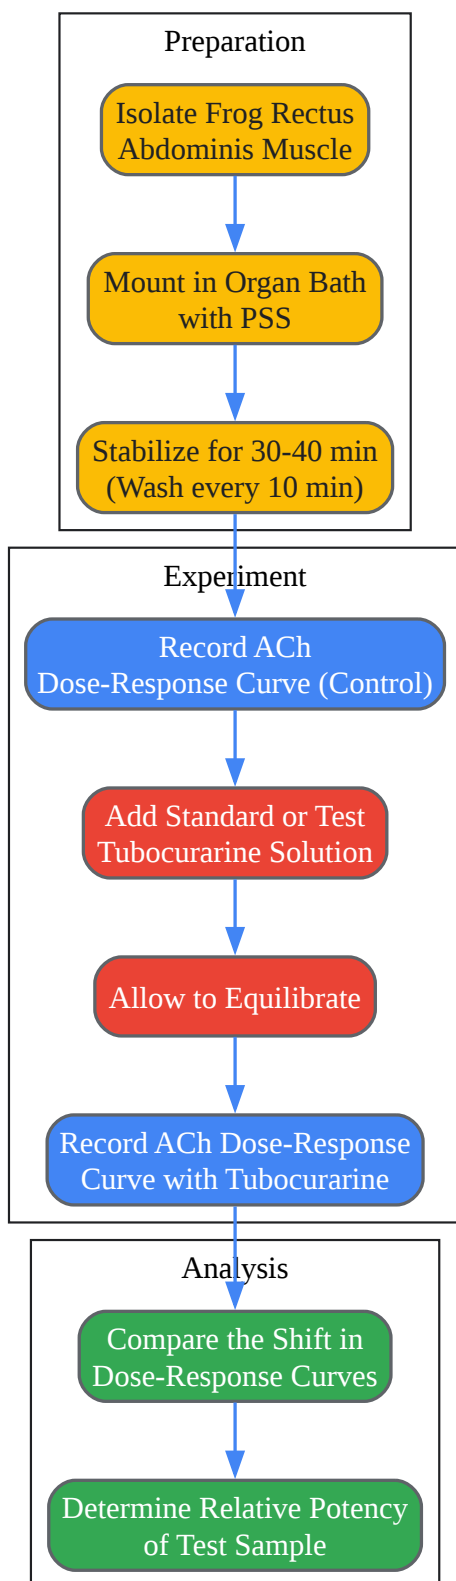 Preparation
Isolate Frog Rectus
Abdominis Muscle
Mount in Organ Bath
with PSS
Stabilize for 30-40 min
(Wash every 10 min)
Experiment
Record ACh
Dose-Response Curve (Control)
Add Standard or Test
Tubocurarine Solution
Allow to Equilibrate
Record ACh Dose-Response
Curve with Tubocurarine
Analysis
Compare the Shift in
Dose-Response Curves
Determine Relative Potency
of Test Sample